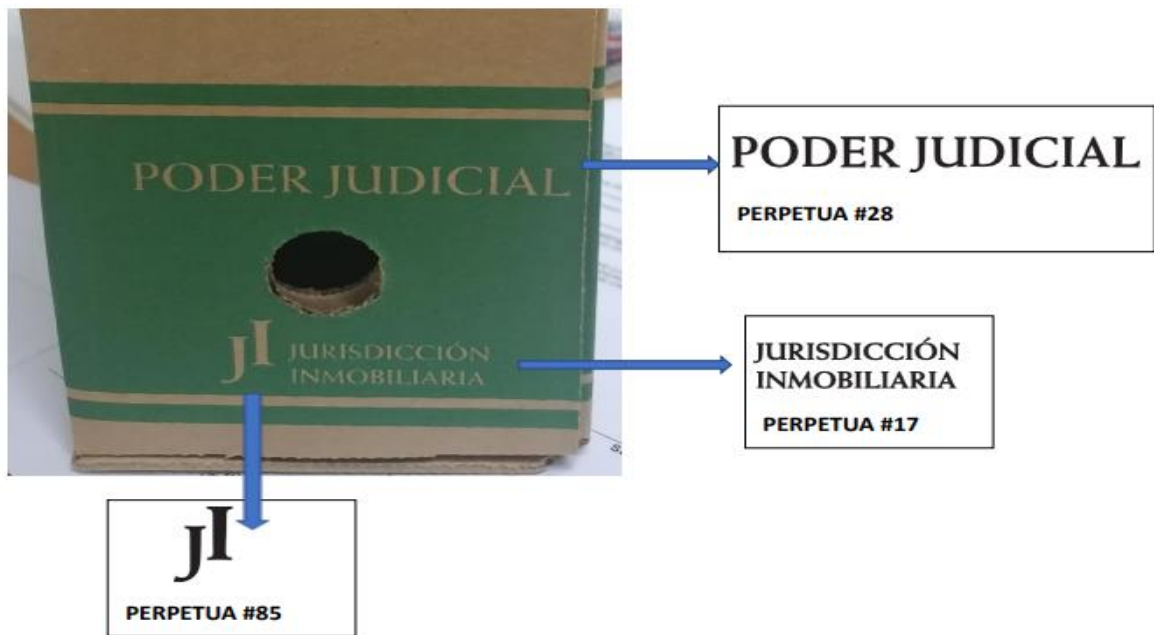 PODER JUDICIAL
JI JURISDICCIÓN
INMOBILIARIA
PODER JUDICIAL
PERPETUA #28
JURISDICCIÓN
INMOBILIARIA
PERPETUA #17
JI
PERPETUA #85